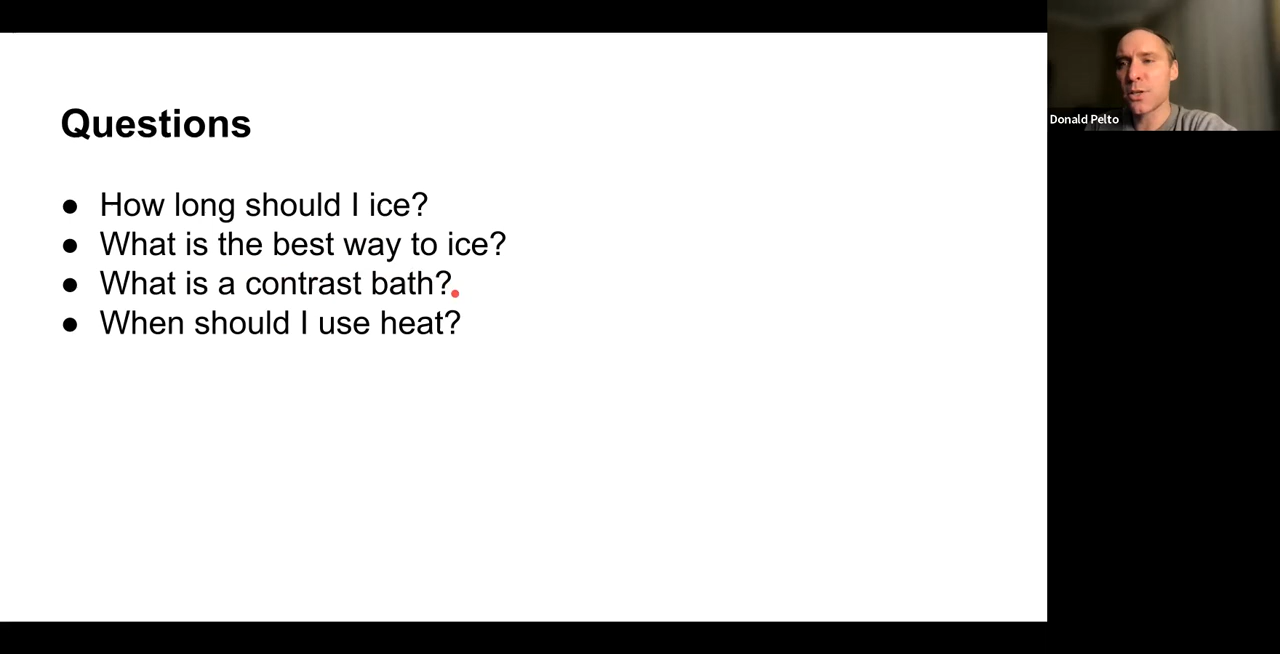 Questions
● How long should I ice?
● What is the best way to ice?
● What is a contrast bath?
● When should I use heat?
Donald Pelto